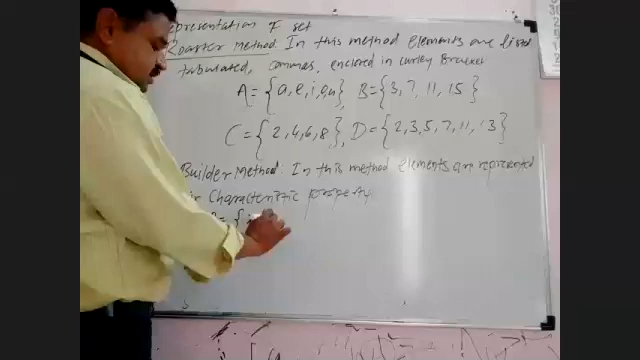 epresentation of set
Roaster Method: In this method elements are listed
tabulated, commas, enclosed in curley Bracket
A = {a, e, i, o, u}, B = {3, 7, 11, 15}
C = {2, 4, 6, 8}, D = {2, 3, 5, 7, 11, 13}
Builder Method: In this method elements are represented
Characteristic property
= {